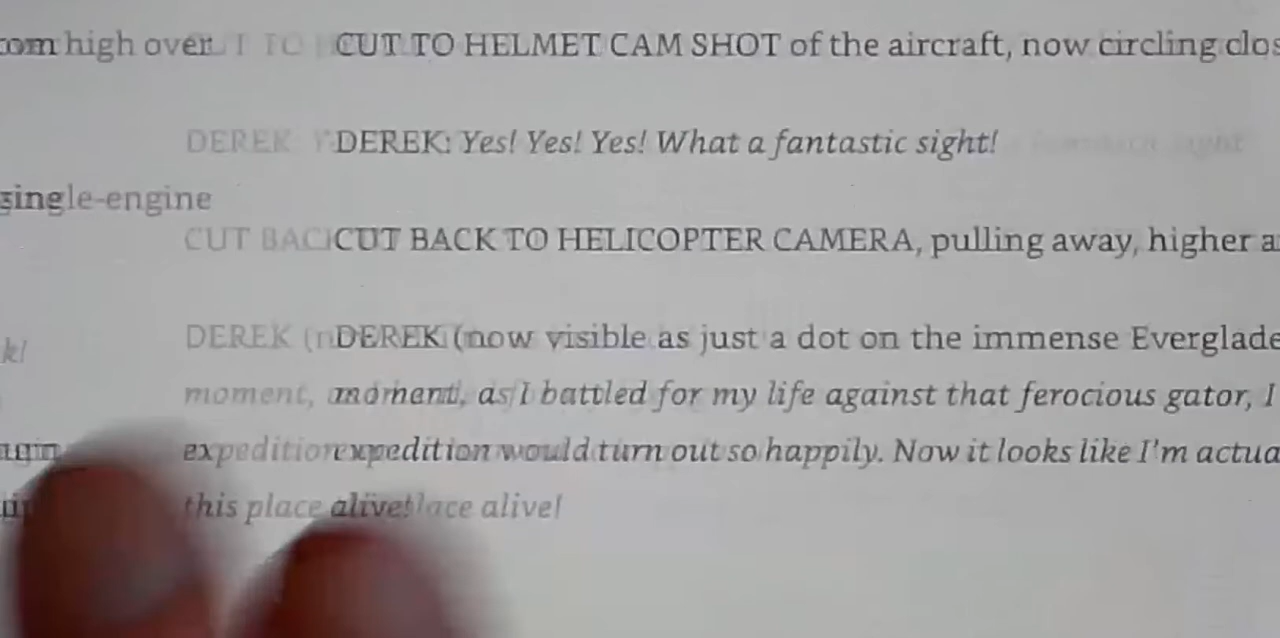 om high over CUT TO HELMET CAM SHOT of the aircraft, now circling clos
DEREK: Yes! Yes! Yes! What a fantastic sight!
single-engine
CUT BACK TO HELICOPTER CAMERA, pulling away, higher a
DEREK (now visible as just a dot on the immense Everglade
moment, as I battled for my life against that ferocious gator, I
expedition would turn out so happily. Now it looks like I'm actua
this place alive!